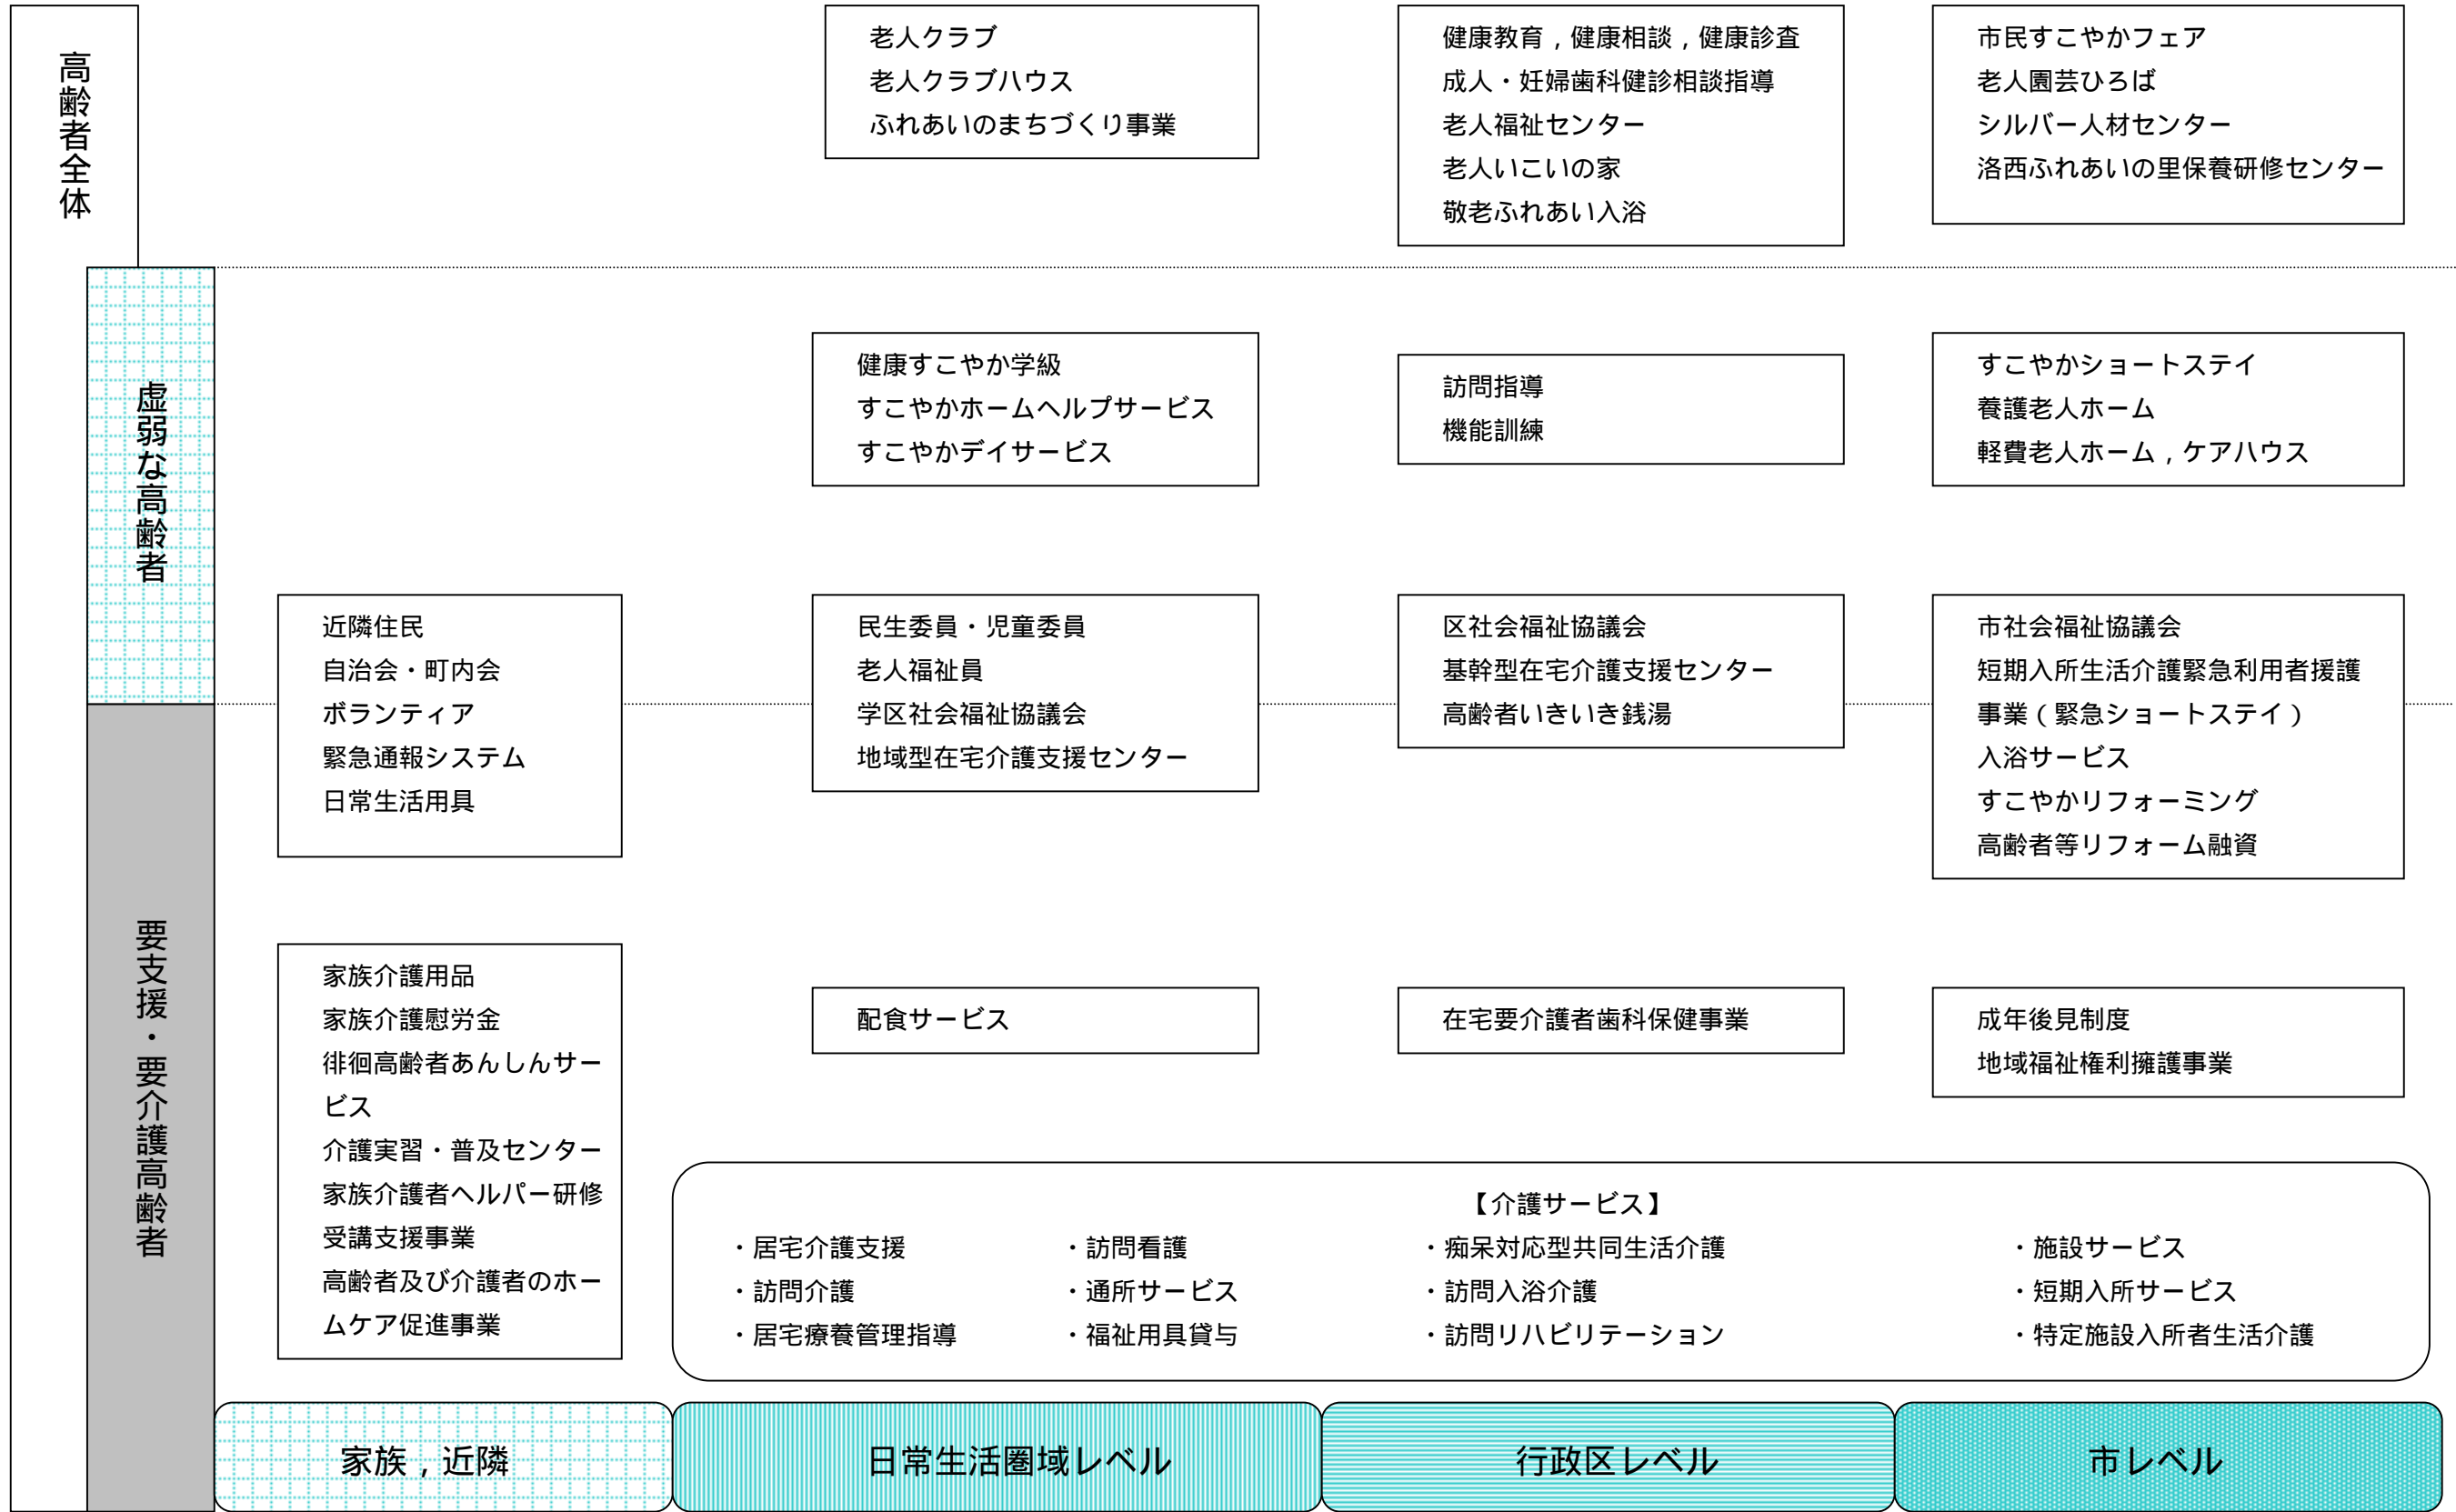 高齢者全体
老人クラブ
老人クラブハウス
ふれあいのまちづくり事業
健康教育，健康相談，健康診査
成人・妊婦歯科健診相談指導
老人福祉センター
老人いこいの家
敬老ふれあい入浴
市民すこやかフェア
老人園芸ひろば
シルバー人材センター
洛西ふれあいの里保養研修センター
虚弱な高齢者
健康すこやか学級
すこやかホームヘルプサービス
すこやかデイサービス
訪問指導
機能訓練
すこやかショートステイ
養護老人ホーム
軽費老人ホーム，ケアハウス
近隣住民
自治会・町内会
ボランティア
緊急通報システム
日常生活用具
民生委員・児童委員
老人福祉員
学区社会福祉協議会
地域型在宅介護支援センター
区社会福祉協議会
基幹型在宅介護支援センター
高齢者いきいき銭湯
市社会福祉協議会
短期入所生活介護緊急利用者援護
事業（緊急ショートステイ）
入浴サービス
すこやかリフォーミング
高齢者等リフォーム融資
要支援・要介護高齢者
家族介護用品
家族介護慰労金
徘徊高齢者あんしんサー
ビス
介護実習・普及センター
家族介護者ヘルパー研修
受講支援事業
高齢者及び介護者のホー
ムケア促進事業
配食サービス
在宅要介護者歯科保健事業
成年後見制度
地域福祉権利擁護事業
【介護サービス】
・居宅介護支援
・訪問介護
・居宅療養管理指導
・訪問看護
・通所サービス
・福祉用具貸与
・痴呆対応型共同生活介護
・訪問入浴介護
・訪問リハビリテーション
・施設サービス
・短期入所サービス
・特定施設入所者生活介護
家族，近隣
日常生活圏域レベル
行政区レベル
市レベル